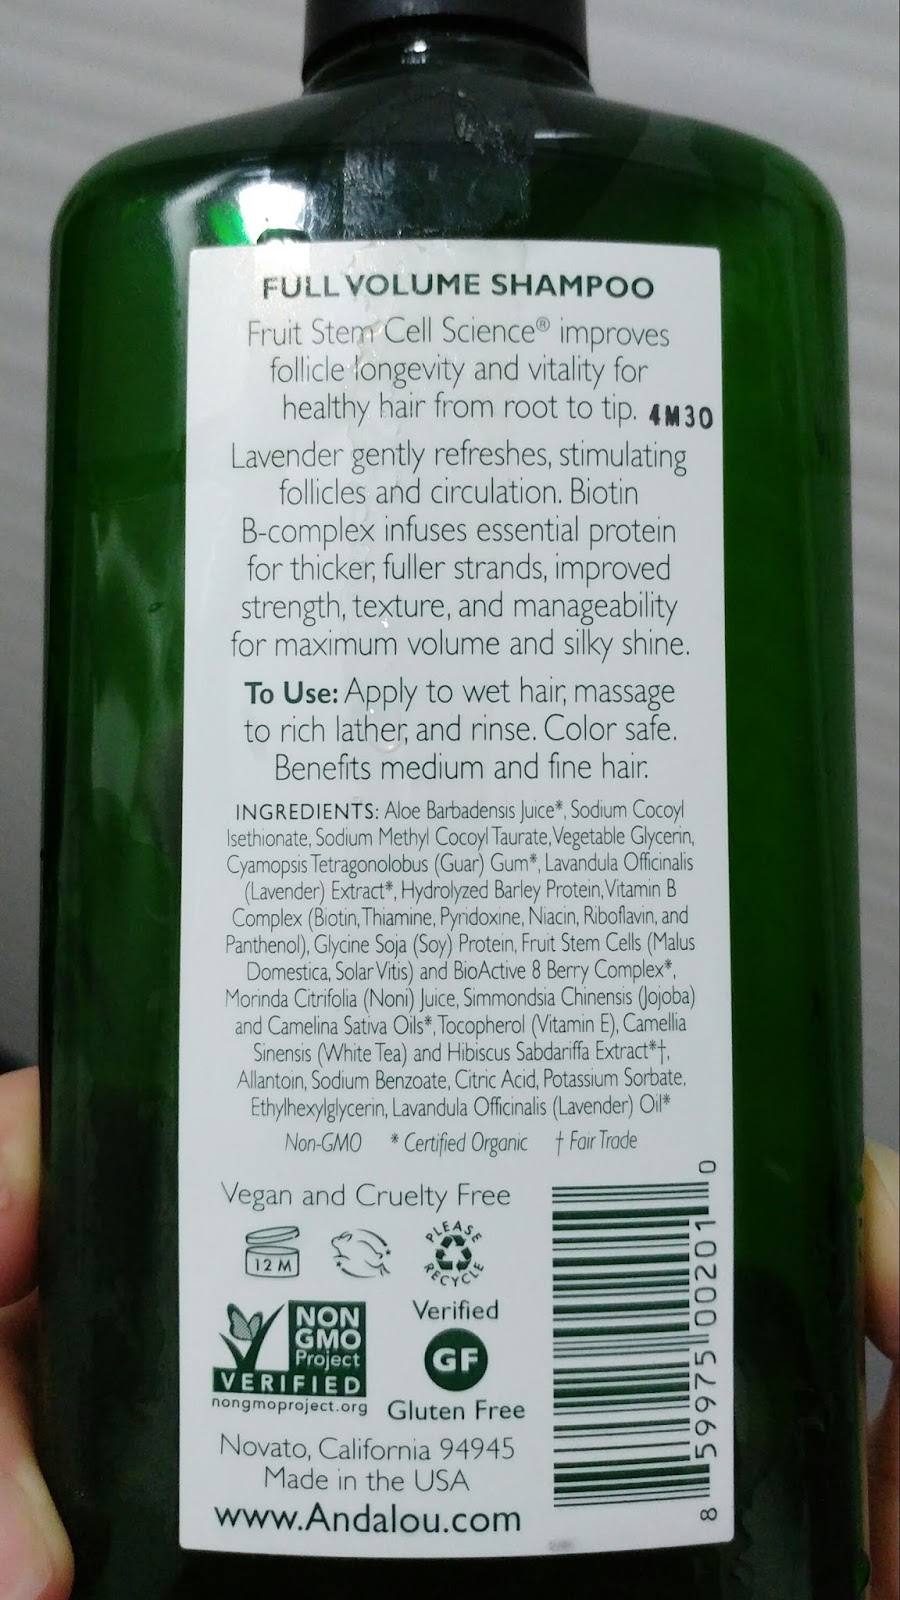 FULL VOLUME SHAMPOO
Fruit Stem Cell Science® improves
follicle longevity and vitality for
healthy hair from root to tip. 4M30
Lavender gently refreshes, stimulating
follicles and circulation. Biotin
B-complex infuses essential protein
for thicker, fuller strands, improved
strength, texture, and manageability
for maximum volume and silky shine.
To Use: Apply to wet hair, massage
to rich lather, and rinse. Color safe.
Benefits medium and fine hair.
INGREDIENTS: Aloe Barbadensis Juice*, Sodium Cocoyl
Isethionate, Sodium Methyl Cocoyl Taurate, Vegetable Glycerin,
Cyamopsis Tetragonolobus (Guar) Gum*, Lavandula Officinalis
(Lavender) Extract*, Hydrolyzed Barley Protein, Vitamin B
Complex (Biotin, Thiamine, Pyridoxine, Niacin, Riboflavin, and
Panthenol), Glycine Soja (Soy) Protein, Fruit Stem Cells (Malus
Domestica, Solar Vitis) and BioActive 8 Berry Complex*,
Morinda Citrifolia (Noni) Juice, Simmondsia Chinensis (Jojoba)
and Camelina Sativa Oils*, Tocopherol (Vitamin E), Camellia
Sinensis (White Tea) and Hibiscus Sabdariffa Extract*†,
Allantoin, Sodium Benzoate, Citric Acid, Potassium Sorbate,
Ethylhexylglycerin, Lavandula Officinalis (Lavender) Oil*
Non-GMO * Certified Organic † Fair Trade
Vegan and Cruelty Free
12 M
PLEASE
RECYCLE
NON
GMO
Project
VERIFIED
nongmoproject.org
Verified
GF
Gluten Free
Novato, California 94945
Made in the USA
www.Andalou.com
8 59975 00201 0